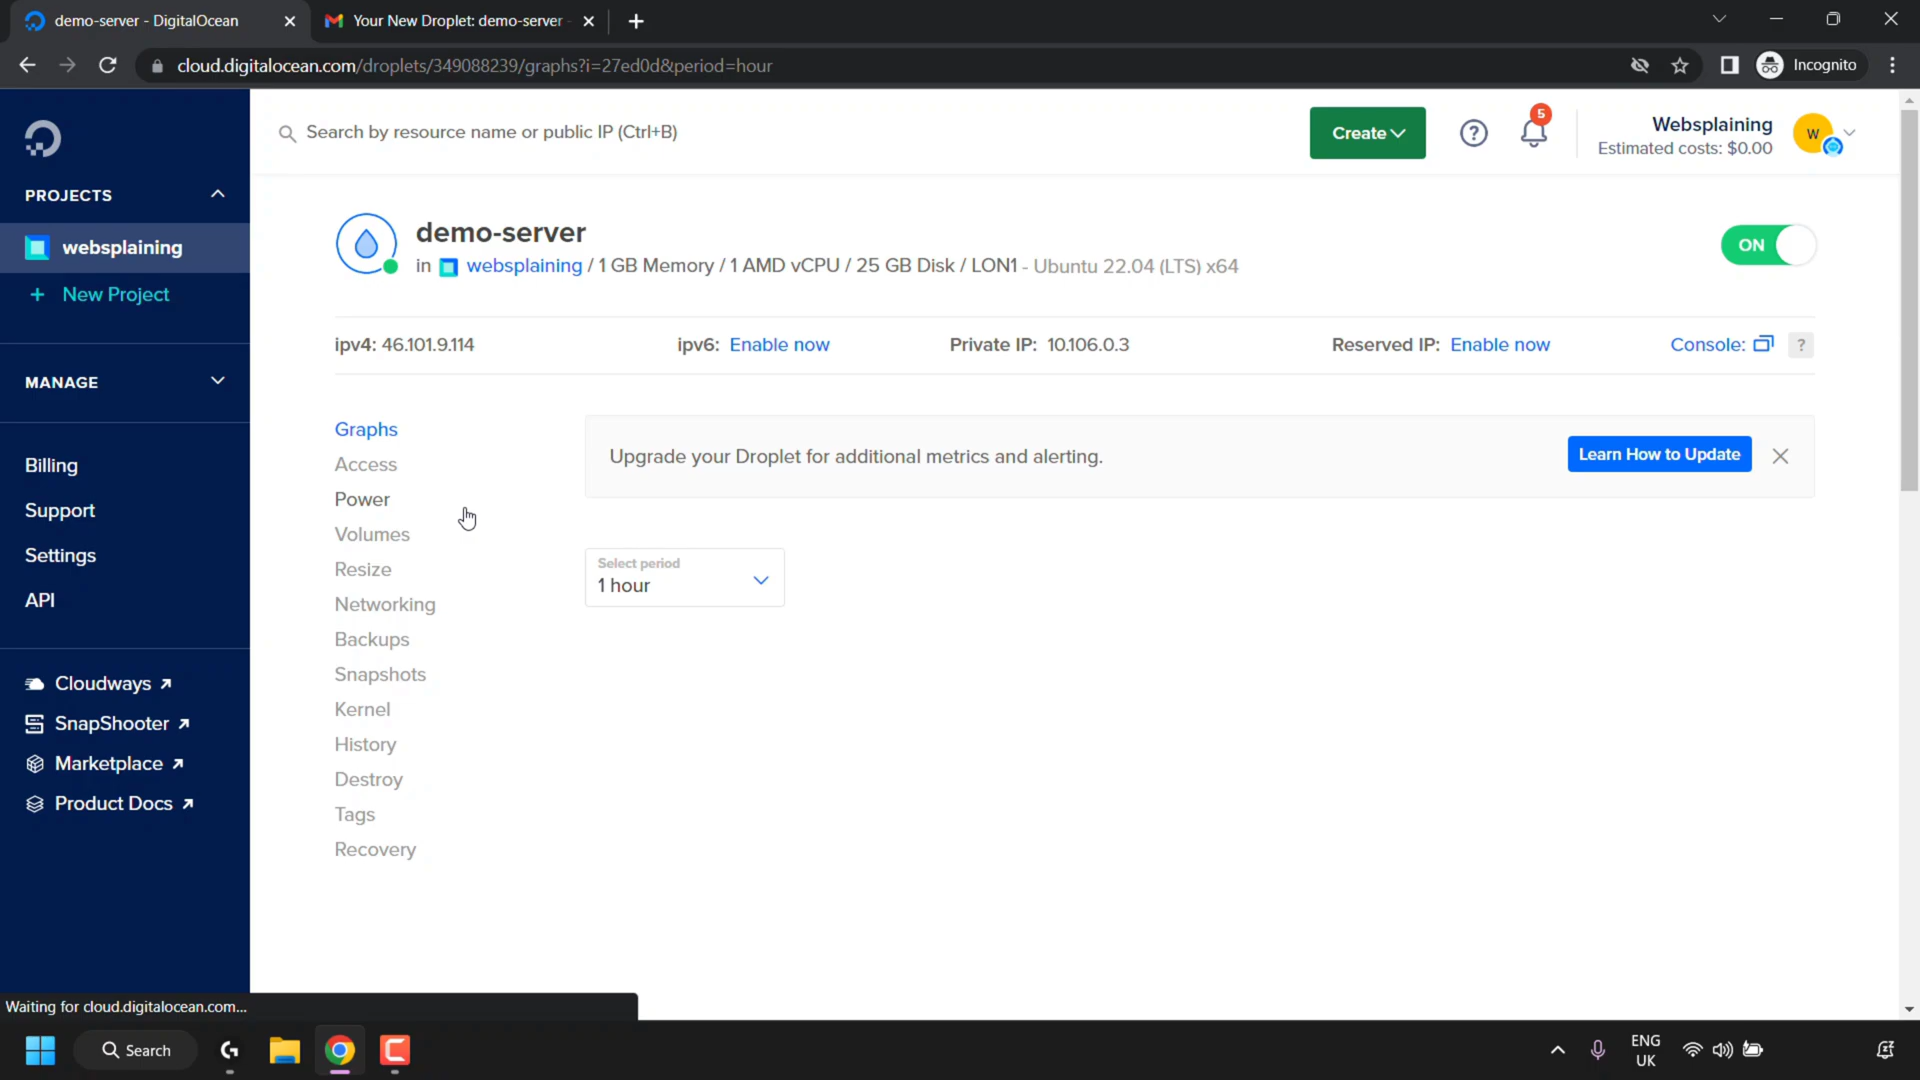 demo-server - DigitalOcean
Your New Droplet: demo-server
cloud.digitalocean.com/droplets/349088239/graphs?i=27ed0d&period=hour
Incognito
Search by resource name or public IP (Ctrl+B)
Create
?
5
Websplaining
Estimated costs: $0.00
W
PROJECTS
websplaining
+ New Project
MANAGE
Billing
Support
Settings
API
Cloudways
SnapShooter
Marketplace
Product Docs
demo-server
in websplaining / 1 GB Memory / 1 AMD vCPU / 25 GB Disk / LON1 - Ubuntu 22.04 (LTS) x64
ON
ipv4: 46.101.9.114
ipv6: Enable now
Private IP: 10.106.0.3
Reserved IP: Enable now
Console:
?
Graphs
Access
Power
Volumes
Resize
Networking
Backups
Snapshots
Kernel
History
Destroy
Tags
Recovery
Upgrade your Droplet for additional metrics and alerting.
Learn How to Update
Select period
1 hour
Waiting for cloud.digitalocean.com...
Search
ENG
UK